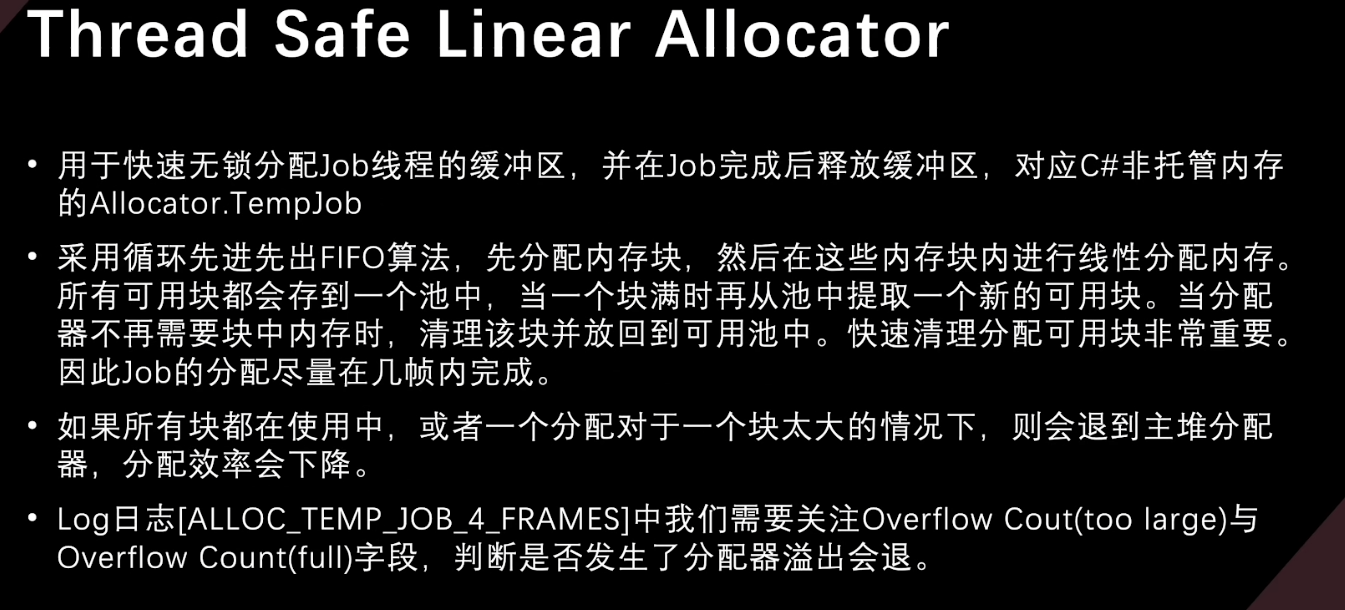 Thread Safe Linear Allocator
• 用于快速无锁分配Job线程的缓冲区，并在Job完成后释放缓冲区，对应C#非托管内存
的Allocator.TempJob
• 采用循环先进先出FIFO算法，先分配内存块，然后在这些内存块内进行线性分配内存。
所有可用块都会存到一个池中，当一个块满时再从池中提取一个新的可用块。当分配
器不再需要块中内存时，清理该块并放回到可用池中。快速清理分配可用块非常重要。
因此Job的分配尽量在几帧内完成。
• 如果所有块都在使用中，或者一个分配对于一个块太大的情况下，则会退到主堆分配
器，分配效率会下降。
• Log日志[ALLOC_TEMP_JOB_4_FRAMES]中我们需要关注Overflow Cout(too large)与
Overflow Count(full)字段，判断是否发生了分配器溢出会退。